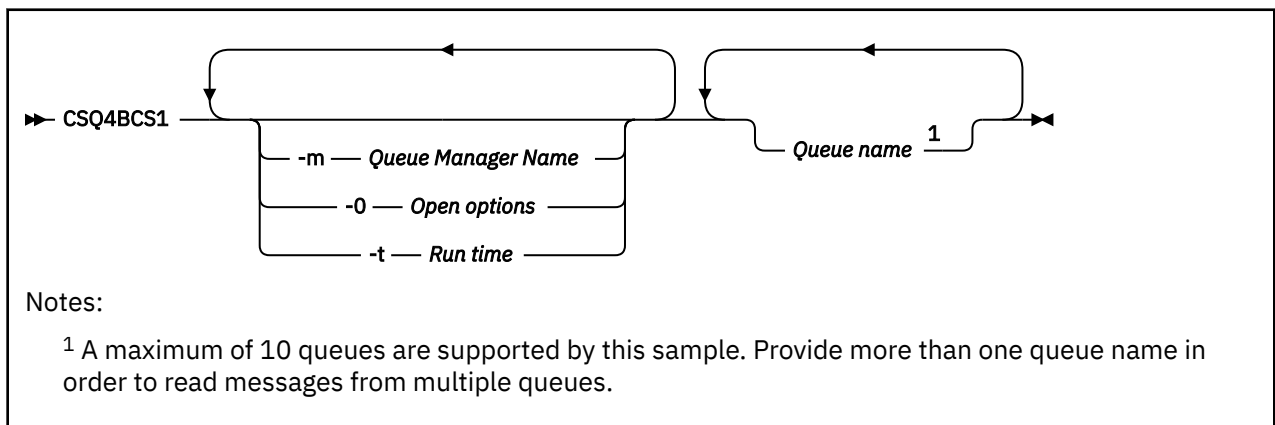 CSQ4BCS1
-m Queue Manager Name
-0 Open options
-t Run time
Queue name 1
Notes:
1 A maximum of 10 queues are supported by this sample. Provide more than one queue name in
order to read messages from multiple queues.